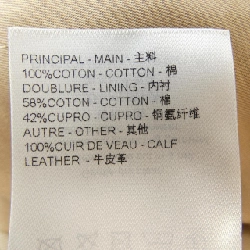 PRINCIPAL - MAIN - 主料
100%COTON - COTTON - 棉
DOUBLURE - LINING - 内衬
58%COTON - COTTON - 棉
42%CUPRO - CUPRO - 铜氨纤维
AUTRE - OTHER - 其他
100%CUIR DE VEAU - CALF
LEATHER - 牛皮革